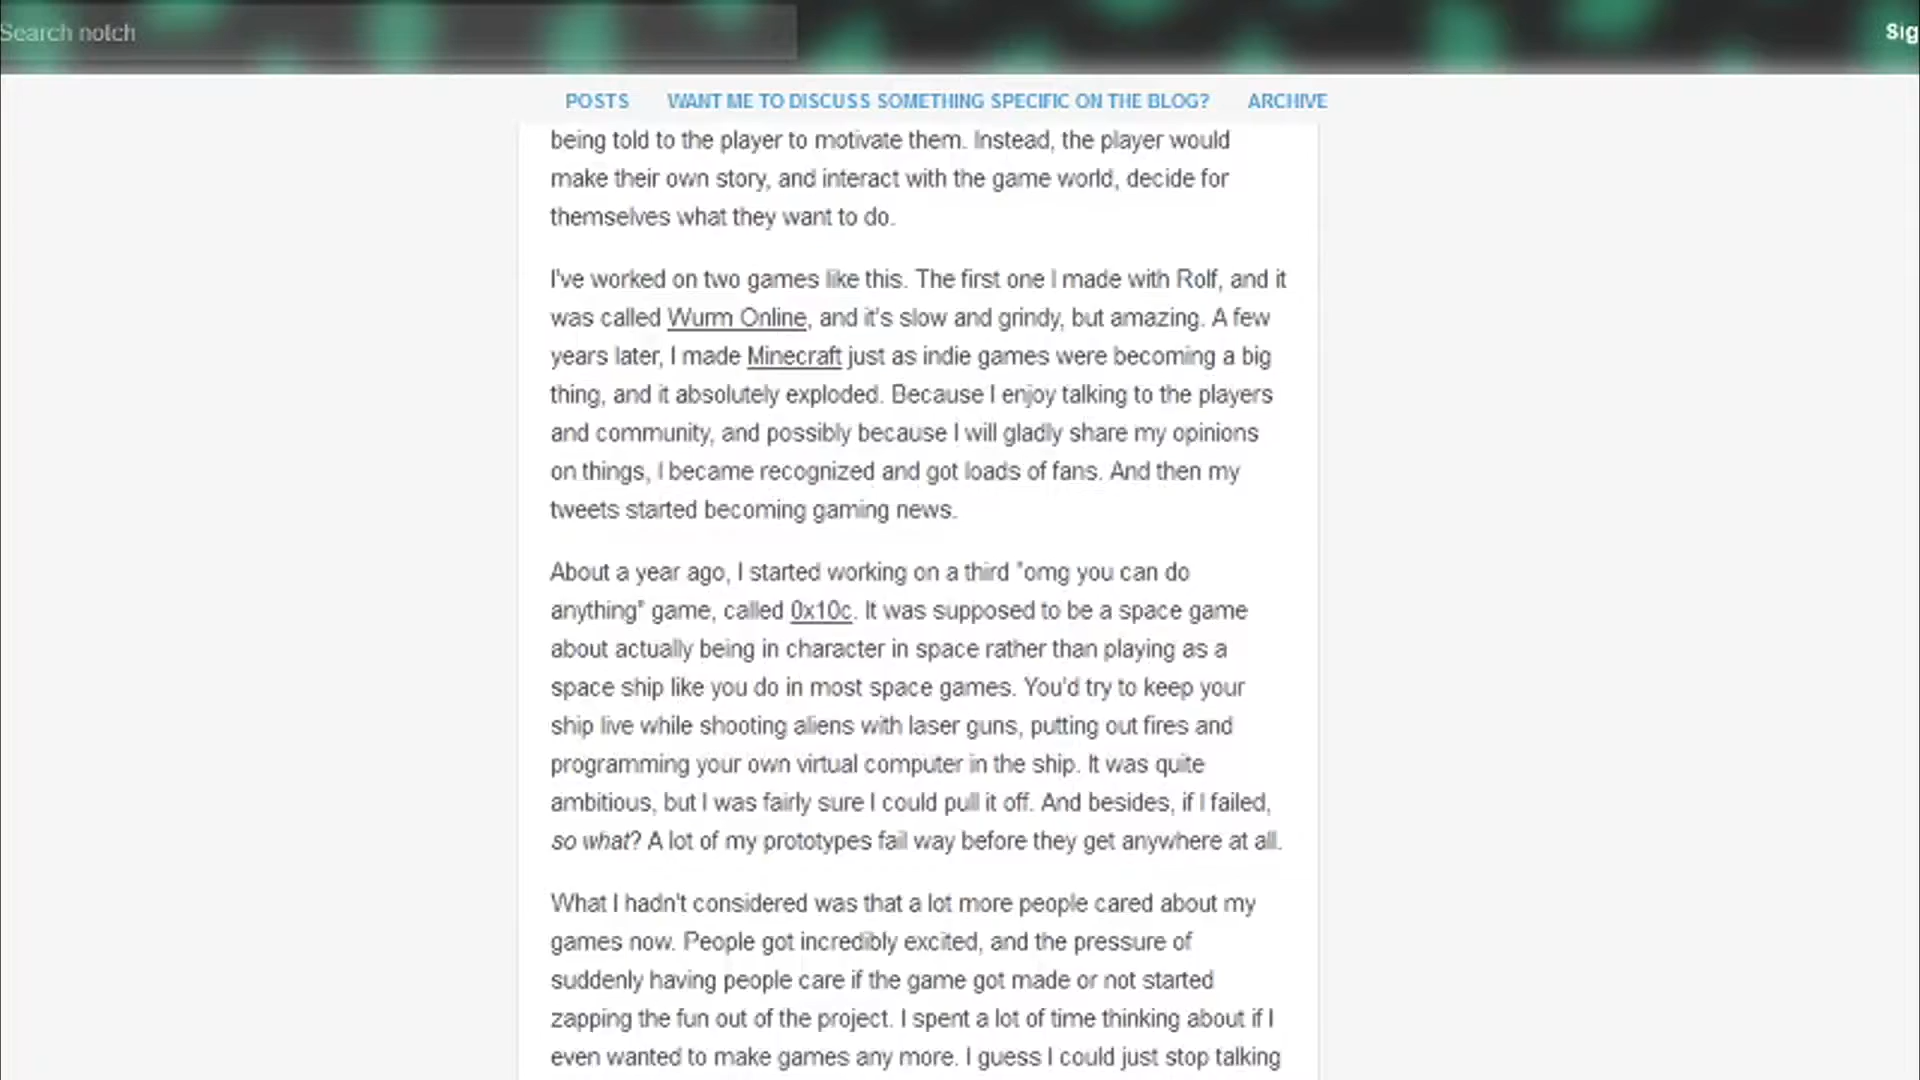 Search notch
Sig
POSTS WANT ME TO DISCUSS SOMETHING SPECIFIC ON THE BLOG? ARCHIVE
being told to the player to motivate them. Instead, the player would
make their own story, and interact with the game world, decide for
themselves what they want to do.
I've worked on two games like this. The first one I made with Rolf, and it
was called Wurm Online, and it's slow and grindy, but amazing. A few
years later, I made Minecraft just as indie games were becoming a big
thing, and it absolutely exploded. Because I enjoy talking to the players
and community, and possibly because I will gladly share my opinions
on things, I became recognized and got loads of fans. And then my
tweets started becoming gaming news.
About a year ago, I started working on a third "omg you can do
anything" game, called 0x10c. It was supposed to be a space game
about actually being in character in space rather than playing as a
space ship like you do in most space games. You'd try to keep your
ship live while shooting aliens with laser guns, putting out fires and
programming your own virtual computer in the ship. It was quite
ambitious, but I was fairly sure I could pull it off. And besides, if I failed,
so what? A lot of my prototypes fail way before they get anywhere at all.
What I hadn't considered was that a lot more people cared about my
games now. People got incredibly excited, and the pressure of
suddenly having people care if the game got made or not started
zapping the fun out of the project. I spent a lot of time thinking about if I
even wanted to make games any more. I guess I could just stop talking